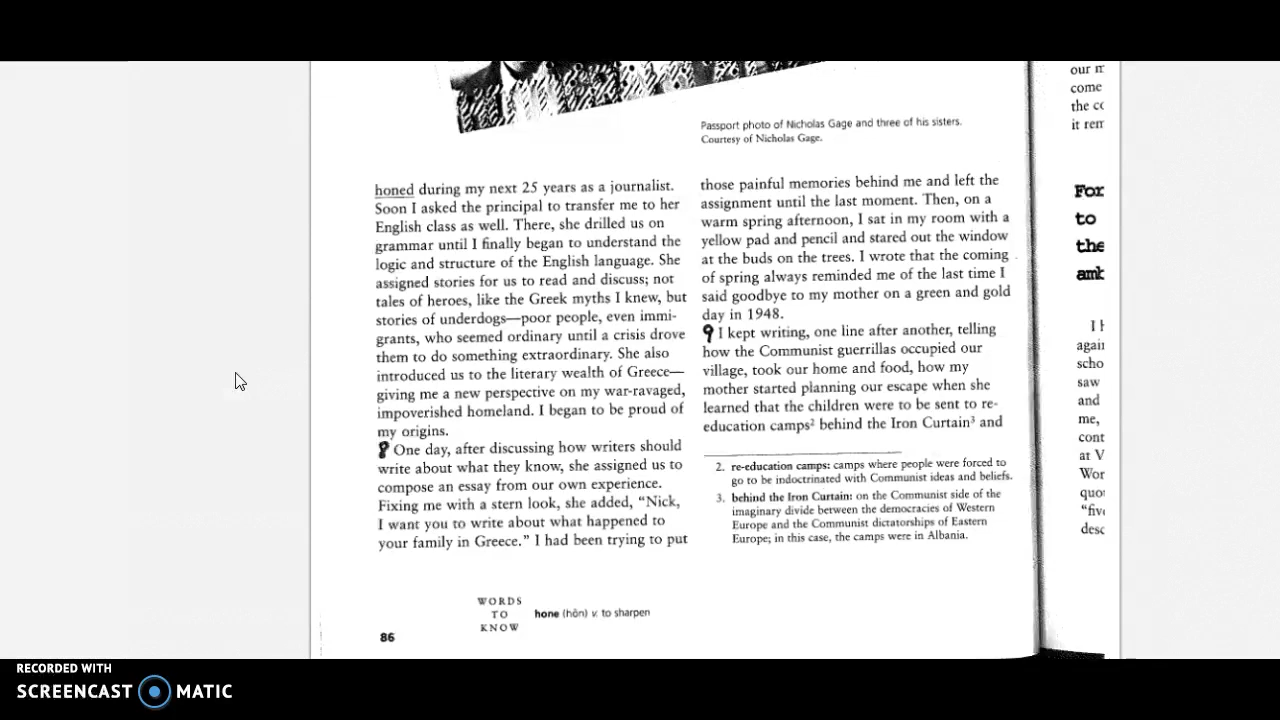 Passport photo of Nicholas Gage and three of his sisters.
Courtesy of Nicholas Gage.
honed during my next 25 years as a journalist.
Soon I asked the principal to transfer me to her
English class as well. There, she drilled us on
grammar until I finally began to understand the
logic and structure of the English language. She
assigned stories for us to read and discuss; not
tales of heroes, like the Greek myths I knew, but
stories of underdogs—poor people, even immi-
grants, who seemed ordinary until a crisis drove
them to do something extraordinary. She also
introduced us to the literary wealth of Greece—
giving me a new perspective on my war-ravaged,
impoverished homeland. I began to be proud of
my origins.
8 One day, after discussing how writers should
write about what they know, she assigned us to
compose an essay from our own experience.
Fixing me with a stern look, she added, “Nick,
I want you to write about what happened to
your family in Greece.” I had been trying to put
those painful memories behind me and left the
assignment until the last moment. Then, on a
warm spring afternoon, I sat in my room with a
yellow pad and pencil and stared out the window
at the buds on the trees. I wrote that the coming
of spring always reminded me of the last time I
said goodbye to my mother on a green and gold
day in 1948.
9 I kept writing, one line after another, telling
how the Communist guerrillas occupied our
village, took our home and food, how my
mother started planning our escape when she
learned that the children were to be sent to re-
education camps² behind the Iron Curtain³ and
2. re-education camps: camps where people were forced to
go to be indoctrinated with Communist ideas and beliefs.
3. behind the Iron Curtain: on the Communist side of the
imaginary divide between the democracies of Western
Europe and the Communist dictatorships of Eastern
Europe; in this case, the camps were in Albania.
WORDS
TO
KNOW
hone (hōn) v. to sharpen
86
our
come
the
it
For
to
the
I
again
scho
saw
and
me,
cont
at V
Wor
quo
“fiv
desc
RECORDED WITH
SCREENCAST MATIC